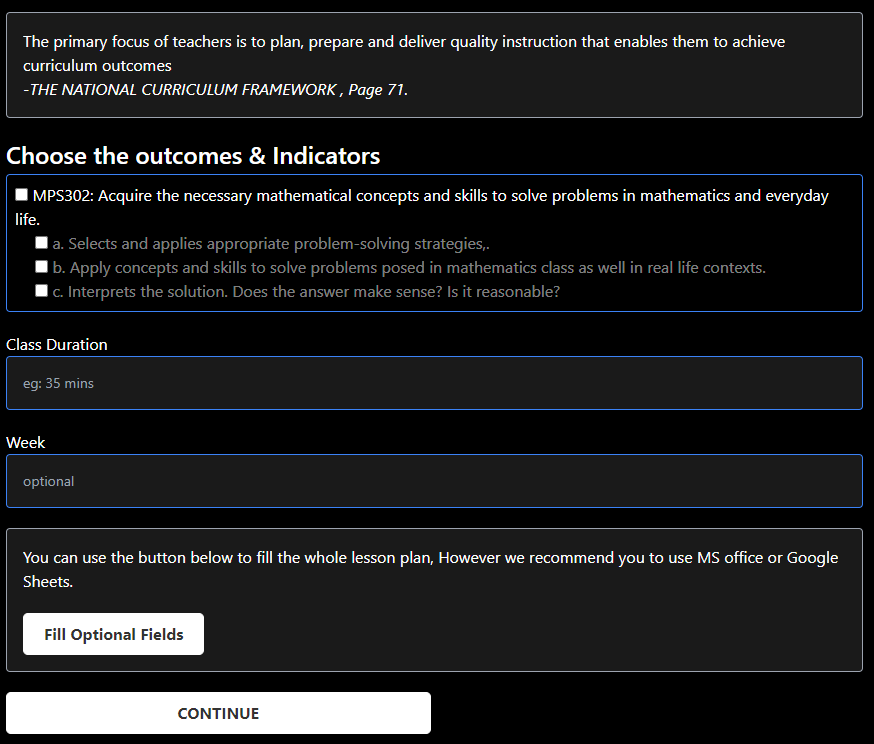 The primary focus of teachers is to plan, prepare and deliver quality instruction that enables them to achieve
curriculum outcomes
-THE NATIONAL CURRICULUM FRAMEWORK , Page 71.
Choose the outcomes & Indicators
MPS302: Acquire the necessary mathematical concepts and skills to solve problems in mathematics and everyday
life.
a. Selects and applies appropriate problem-solving strategies,.
b. Apply concepts and skills to solve problems posed in mathematics class as well in real life contexts.
c. Interprets the solution. Does the answer make sense? Is it reasonable?
Class Duration
eg: 35 mins
Week
optional
You can use the button below to fill the whole lesson plan, However we recommend you to use MS office or Google
Sheets.
Fill Optional Fields
CONTINUE